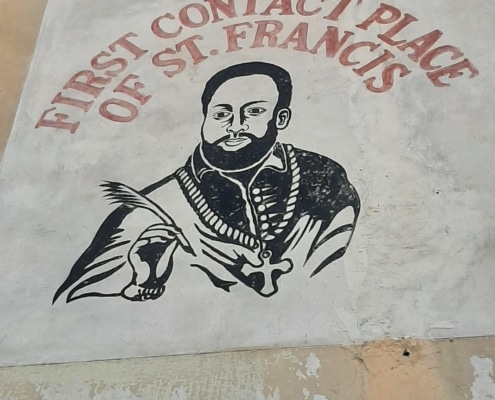 FIRST CONTACT PLACE
OF ST. FRANCIS